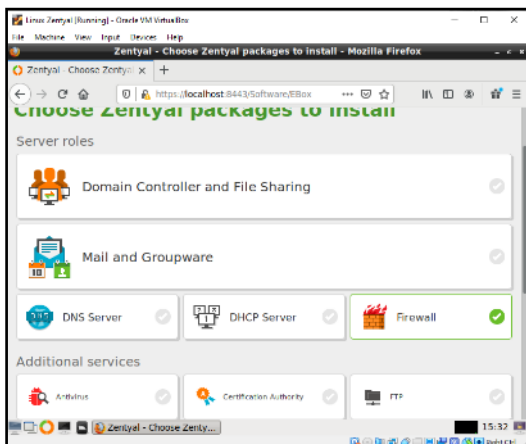 Linux Zentyal [Running] - Oracle VM VirtualBox
File Machine View Input Devices Help
Zentyal - Choose Zentyal packages to install - Mozilla Firefox
Zentyal - Choose Zentya
https://localhost:8443/Software/EBox
Choose Zentyal packages to install
Server roles
Domain Controller and File Sharing
Mail and Groupware
DNS Server
DHCP Server
Firewall
Additional services
Antivirus
Certification Authority
FTP
Zentyal - Choose Zenty...
15:32
Right Ctrl